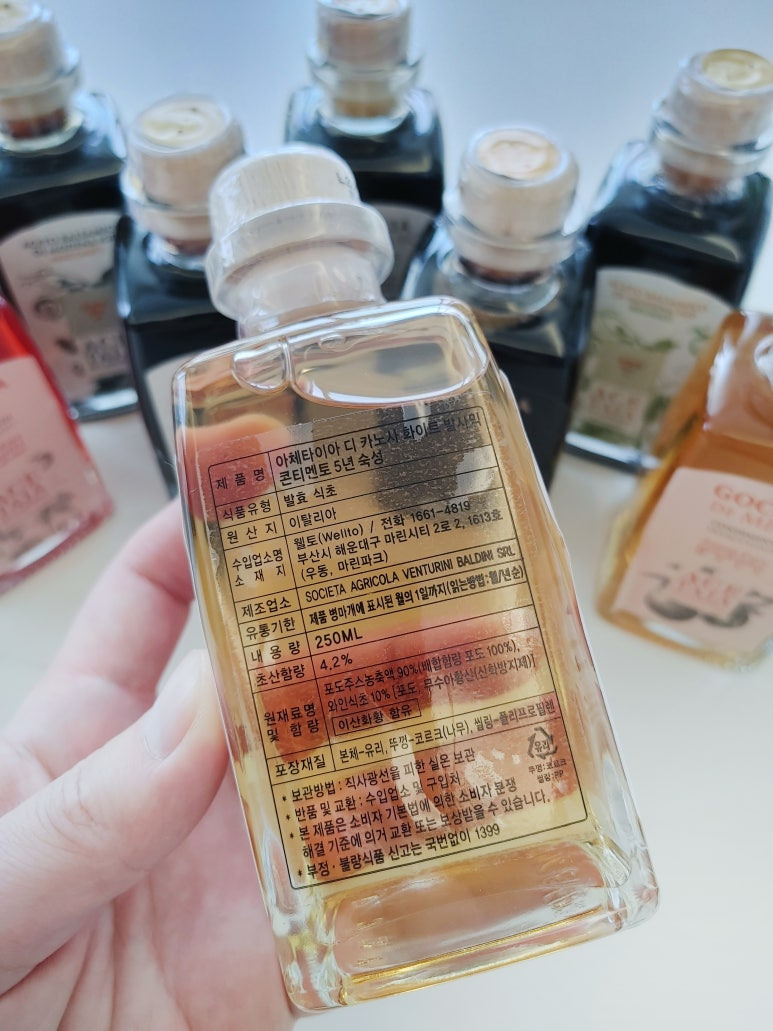 제 품 명 아체타이아 디 카노사 화이트 발사믹
콘티멘토 5년 숙성
식품유형 발효 식초
원 산 지 이탈리아
수입업소명 웰토(Wellto) / 전화 1661-4819
소 재 지 부산시 해운대구 마린시티 2로 2, 1613호
(우동, 마린파크)
제조업소 SOCIETA AGRICOLA VENTURINI BALDINI SRL
유통기한 제품 병마개에 표시된 월의 1일까지(읽는방법:월/년순)
내 용 량 250ML
초산함량 4.2%
원재료명 포도주스농축액 90%(배합함량 포도 100%),
및 함량 와인식초 10% [포도, 무수아황산(산화방지제)]
이산화황 함유
포장재질 본체-유리, 뚜껑-코르크(나무), 씰링-폴리프로필렌
* 보관방법 : 직사광선을 피한 실온 보관
* 반품 및 교환 : 수입업소 및 구입처
* 본 제품은 소비자 기본법에 의한 소비자 분쟁
해결 기준에 의거 교환 또는 보상받을 수 있습니다.
* 부정 · 불량식품 신고는 국번없이 1399
유리
뚜껑:코르크
씰링:PP
GOC